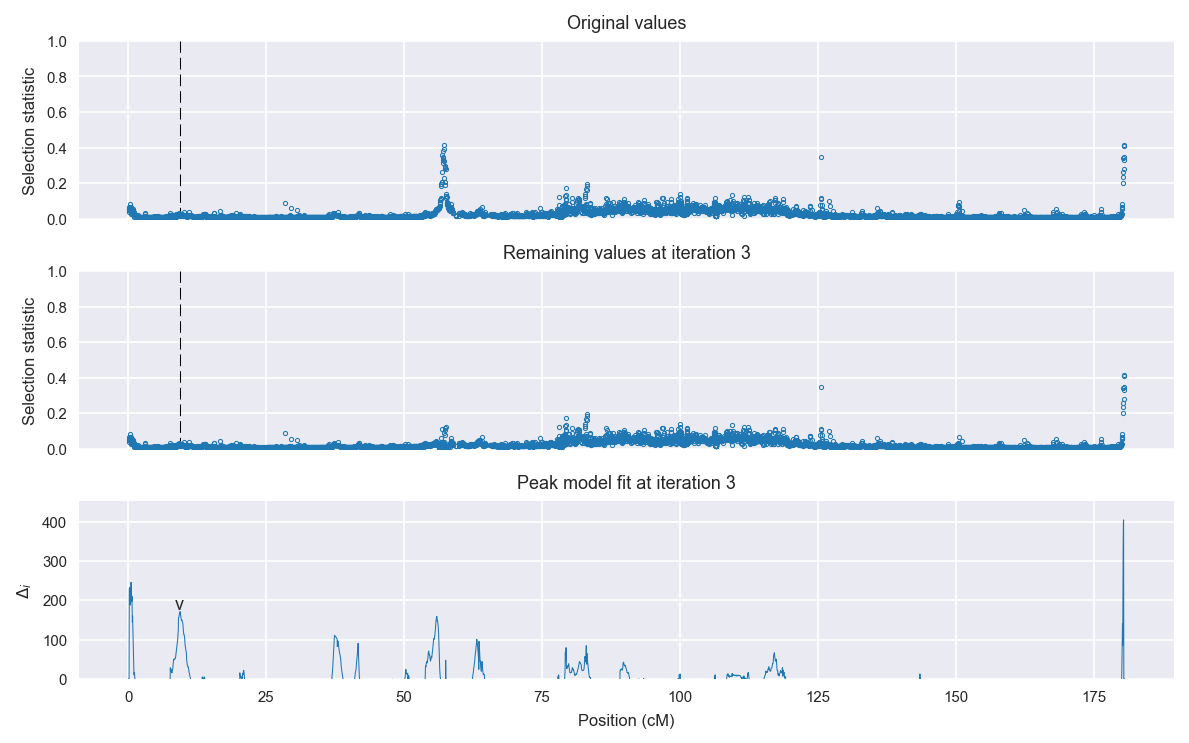 Original values
Selection statistic
1.0
0.8
0.6
0.4
0.2
0.0
Remaining values at iteration 3
Selection statistic
1.0
0.8
0.6
0.4
0.2
0.0
Peak model fit at iteration 3
Δi
400
300
200
100
0
v
0 25 50 75 100 125 150 175
Position (cM)